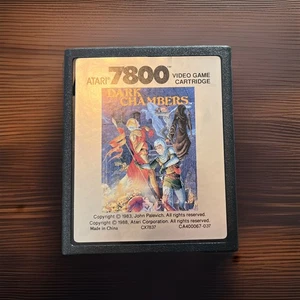 ATARI 7800 VIDEO GAME
CARTRIDGE
DARK
CHAMBERS
Copyright © 1983, John Palevich. All rights reserved.
Copyright © 1988, Atari Corporation. All rights reserved.
Made in China CX7837 CA400067-037